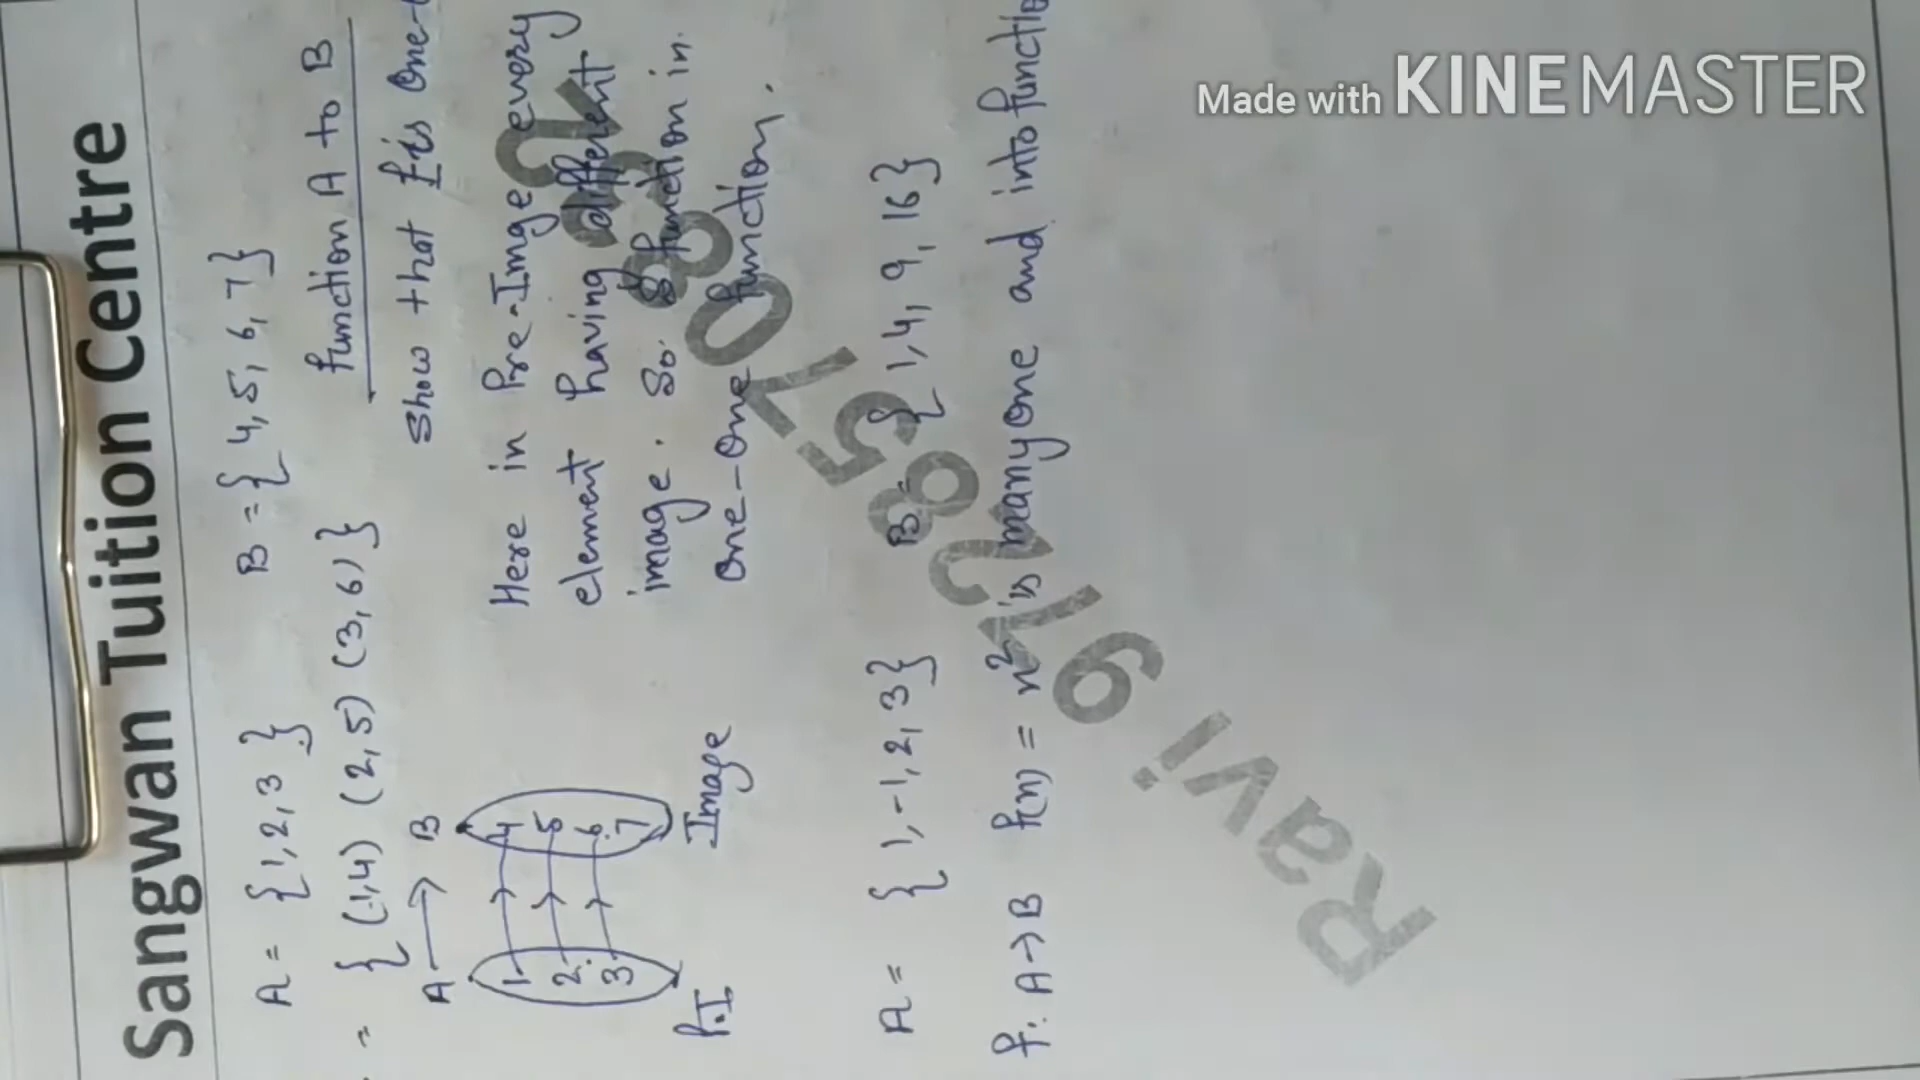 Sangwan Tuition Centre
A = {1, 2, 3} B = {4, 5, 6, 7}
= {(1, 4) (2, 5) (3, 6)} function A to B
Show that f is one-
A → B
1 2 3
4 5 6 7
P.I Image
Here in Pre-Image every
element having different
image. So. function in.
one-one function.
A = {1, -1, 2, 3} B = {1, 4, 9, 16}
f: A→B f(n) = n² is manyone and into functio
Ravi
Made with KINEMASTER